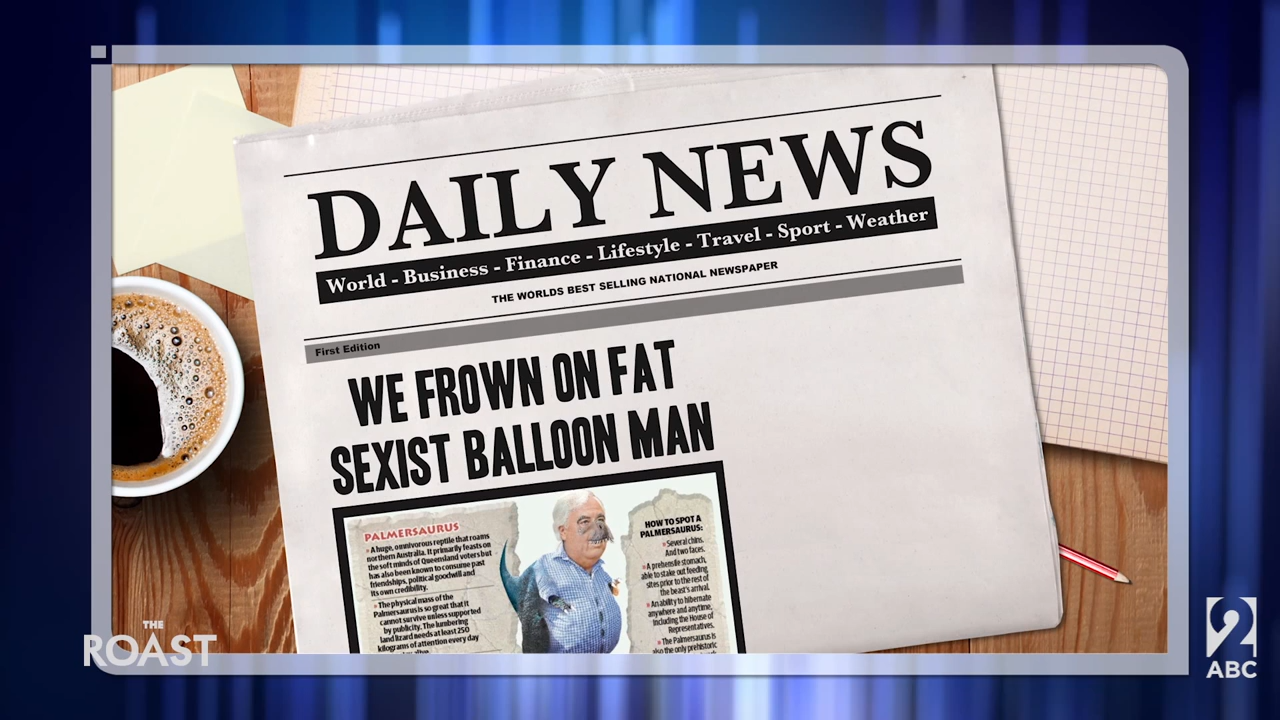 DAILY NEWS
World - Business - Finance - Lifestyle - Travel - Sport - Weather
THE WORLDS BEST SELLING NATIONAL NEWSPAPER
First Edition
WE FROWN ON FAT
SEXIST BALLOON MAN
PALMERSAURUS
A huge, omnivorous reptile that roams
northern Australia. It primarily feasts on
the soft minds of Queensland voters but
has also been known to consume past
friendships, political goodwill and
its own credibility.
The physical mass of the
Palmersaurus is so great that it
cannot survive unless supported
by publicity. The lumbering
land lizard needs at least 250
kilograms of attention every day
HOW TO SPOT A
PALMERSAURUS:
Several chins.
And two faces.
A prehensile stomach,
able to stake out feeding
sites prior to the rest of
the beast's arrival.
An ability to hibernate
anywhere and anytime,
including the House of
Representatives.
The Palmersaurus is
also the only prehistoric
THE
ROAST
2
ABC